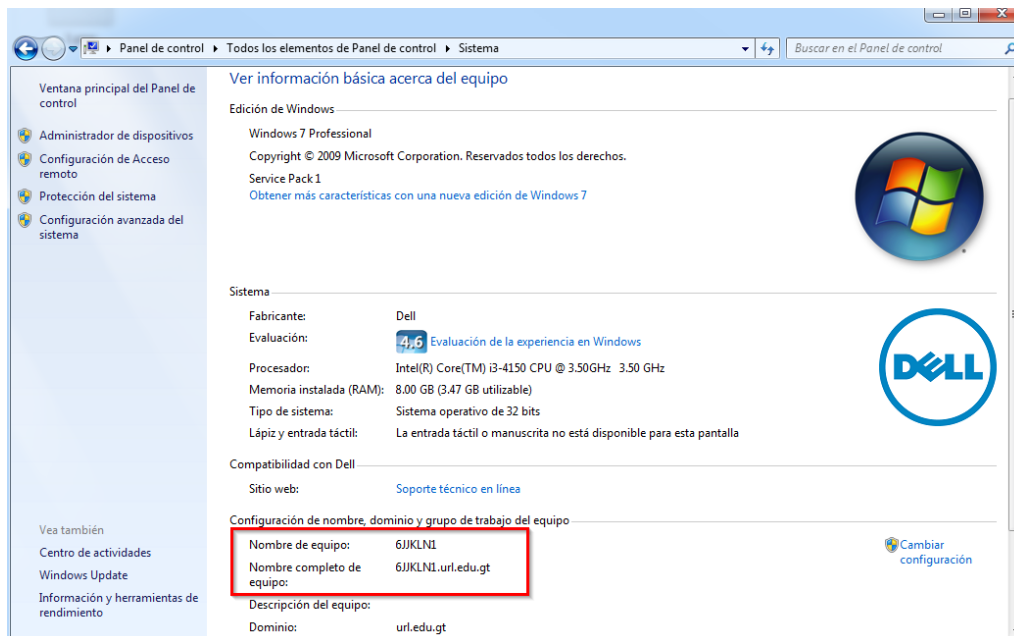 Panel de control Todos los elementos de Panel de control Sistema
Buscar en el Panel de control
Ventana principal del Panel de
control
Administrador de dispositivos
Configuración de Acceso
remoto
Protección del sistema
Configuración avanzada del
sistema
Vea también
Centro de actividades
Windows Update
Información y herramientas de
rendimiento
Ver información básica acerca del equipo
Edición de Windows
Windows 7 Professional
Copyright © 2009 Microsoft Corporation. Reservados todos los derechos.
Service Pack 1
Obtener más características con una nueva edición de Windows 7
Sistema
Fabricante: Dell
Evaluación: 4,6 Evaluación de la experiencia en Windows
Procesador: Intel(R) Core(TM) i3-4150 CPU @ 3.50GHz 3.50 GHz
Memoria instalada (RAM): 8.00 GB (3.47 GB utilizable)
Tipo de sistema: Sistema operativo de 32 bits
Lápiz y entrada táctil: La entrada táctil o manuscrita no está disponible para esta pantalla
DELL
Compatibilidad con Dell
Sitio web: Soporte técnico en línea
Configuración de nombre, dominio y grupo de trabajo del equipo
Nombre de equipo: 6JJKLN1
Nombre completo de 6JJKLN1.url.edu.gt
equipo:
Cambiar
configuración
Descripción del equipo:
Dominio: url.edu.gt